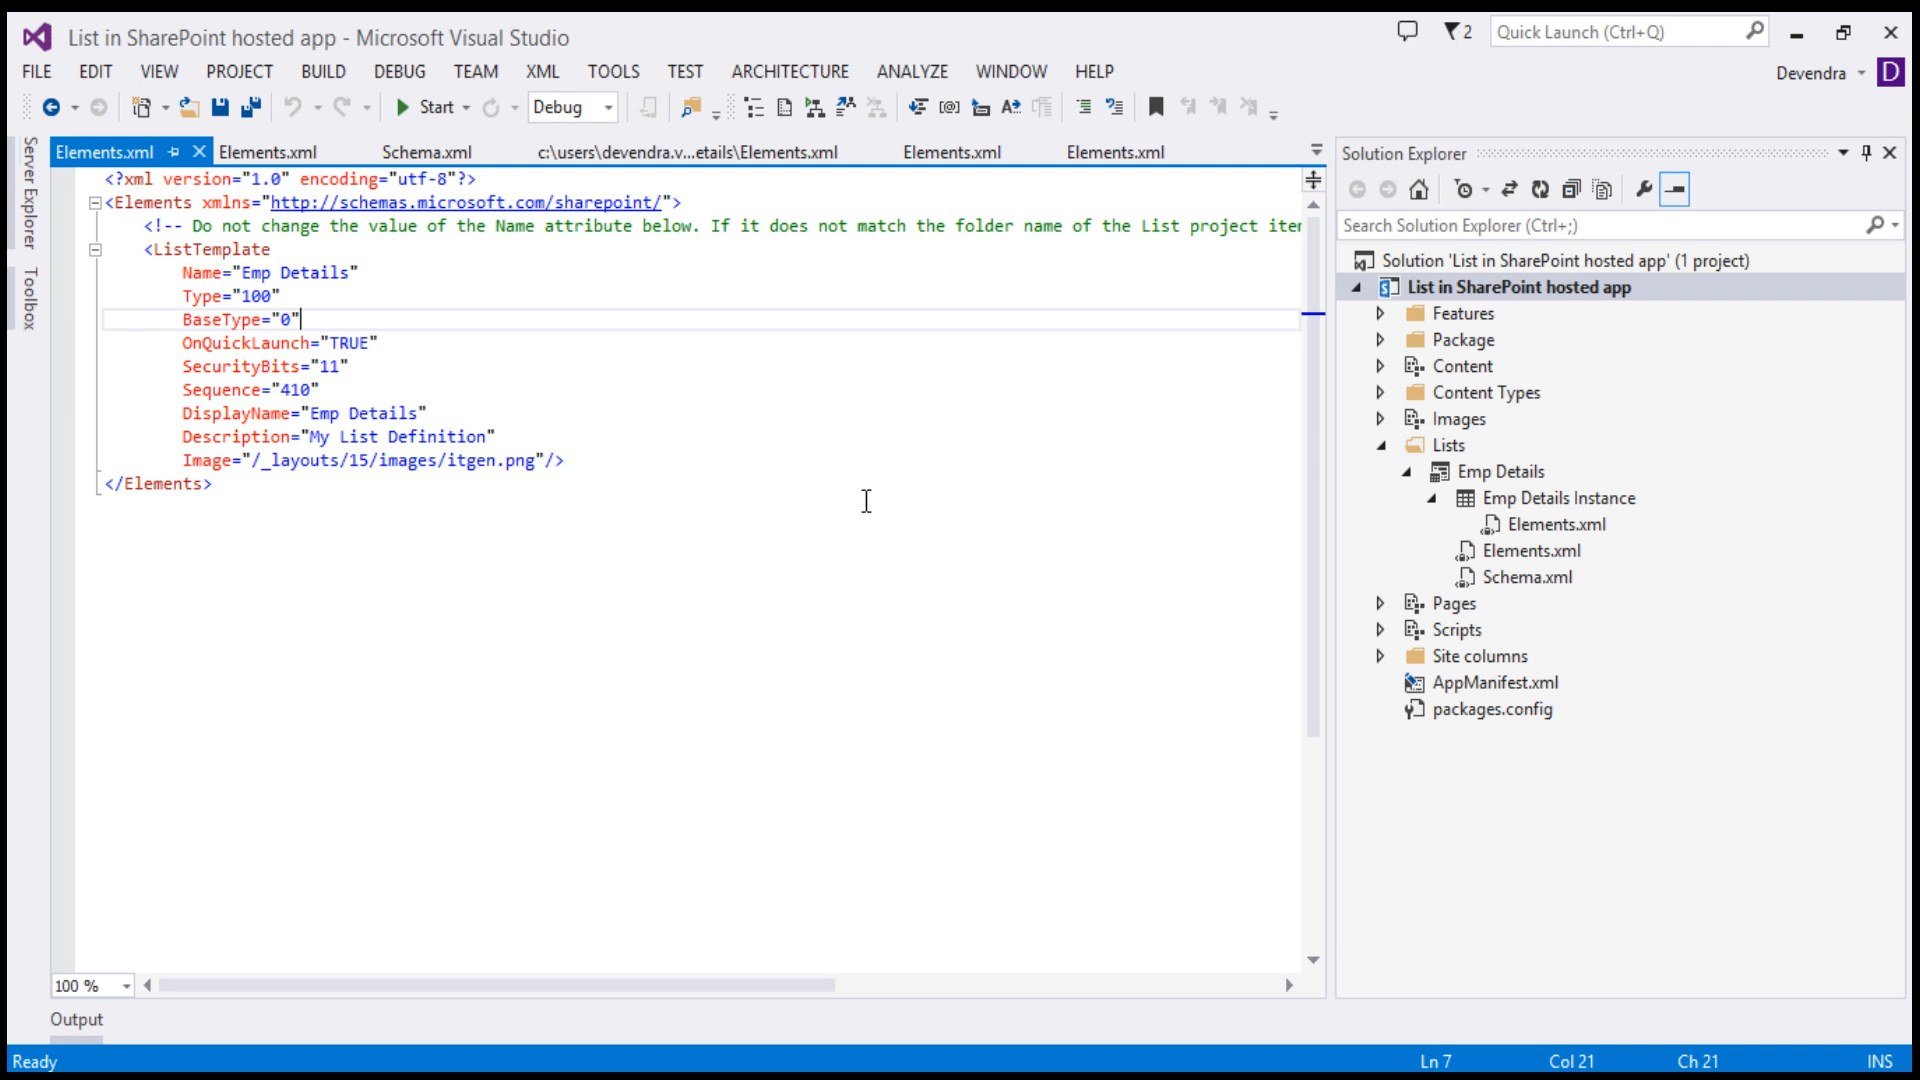 List in SharePoint hosted app - Microsoft Visual Studio
2
Quick Launch (Ctrl+Q)
FILE EDIT VIEW PROJECT BUILD DEBUG TEAM XML TOOLS TEST ARCHITECTURE ANALYZE WINDOW HELP
Devendra D
Start Debug
Server Explorer
Toolbox
Elements.xml Elements.xml Schema.xml c:\users\devendra.v...etails\Elements.xml Elements.xml Elements.xml
<?xml version="1.0" encoding="utf-8"?>
<Elements xmlns="http://schemas.microsoft.com/sharepoint/">
<!-- Do not change the value of the Name attribute below. If it does not match the folder name of the List project iter
<ListTemplate
Name="Emp Details"
Type="100"
BaseType="0"
OnQuickLaunch="TRUE"
SecurityBits="11"
Sequence="410"
DisplayName="Emp Details"
Description="My List Definition"
Image="/_layouts/15/images/itgen.png"/>
</Elements>
100 %
Solution Explorer
Search Solution Explorer (Ctrl+;)
Solution 'List in SharePoint hosted app' (1 project)
List in SharePoint hosted app
Features
Package
Content
Content Types
Images
Lists
Emp Details
Emp Details Instance
Elements.xml
Elements.xml
Schema.xml
Pages
Scripts
Site columns
AppManifest.xml
packages.config
Output
Ready Ln 7 Col 21 Ch 21 INS